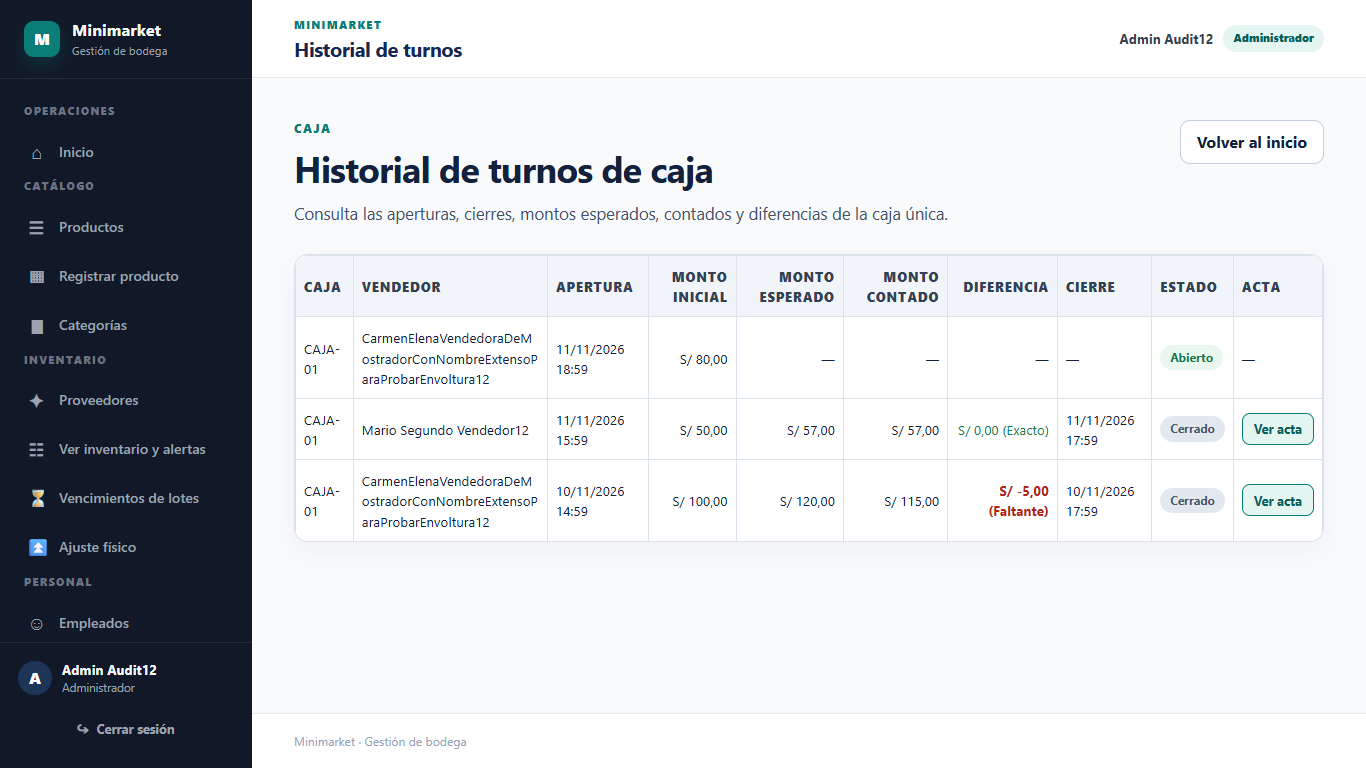 M
Minimarket
Gestión de bodega
OPERACIONES
Inicio
CATÁLOGO
Productos
Registrar producto
Categorías
INVENTARIO
Proveedores
Ver inventario y alertas
Vencimientos de lotes
Ajuste físico
PERSONAL
Empleados
A
Admin Audit12
Administrador
Cerrar sesión
MINIMARKET
Historial de turnos
Admin Audit12
Administrador
CAJA
Historial de turnos de caja
Consulta las aperturas, cierres, montos esperados, contados y diferencias de la caja única.
Volver al inicio
CAJA VENDEDOR APERTURA MONTO INICIAL MONTO ESPERADO MONTO CONTADO DIFERENCIA CIERRE ESTADO ACTA
CAJA-01 CarmenElenaVendedoraDeMostradorConNombreExtensoParaProbarEnvoltura12 11/11/2026 18:59 S/ 80,00 — — — — Abierto —
CAJA-01 Mario Segundo Vendedor12 11/11/2026 15:59 S/ 50,00 S/ 57,00 S/ 57,00 S/ 0,00 (Exacto) 11/11/2026 17:59 Cerrado Ver acta
CAJA-01 CarmenElenaVendedoraDeMostradorConNombreExtensoParaProbarEnvoltura12 10/11/2026 14:59 S/ 100,00 S/ 120,00 S/ 115,00 S/ -5,00 (Faltante) 10/11/2026 17:59 Cerrado Ver acta
Minimarket · Gestión de bodega